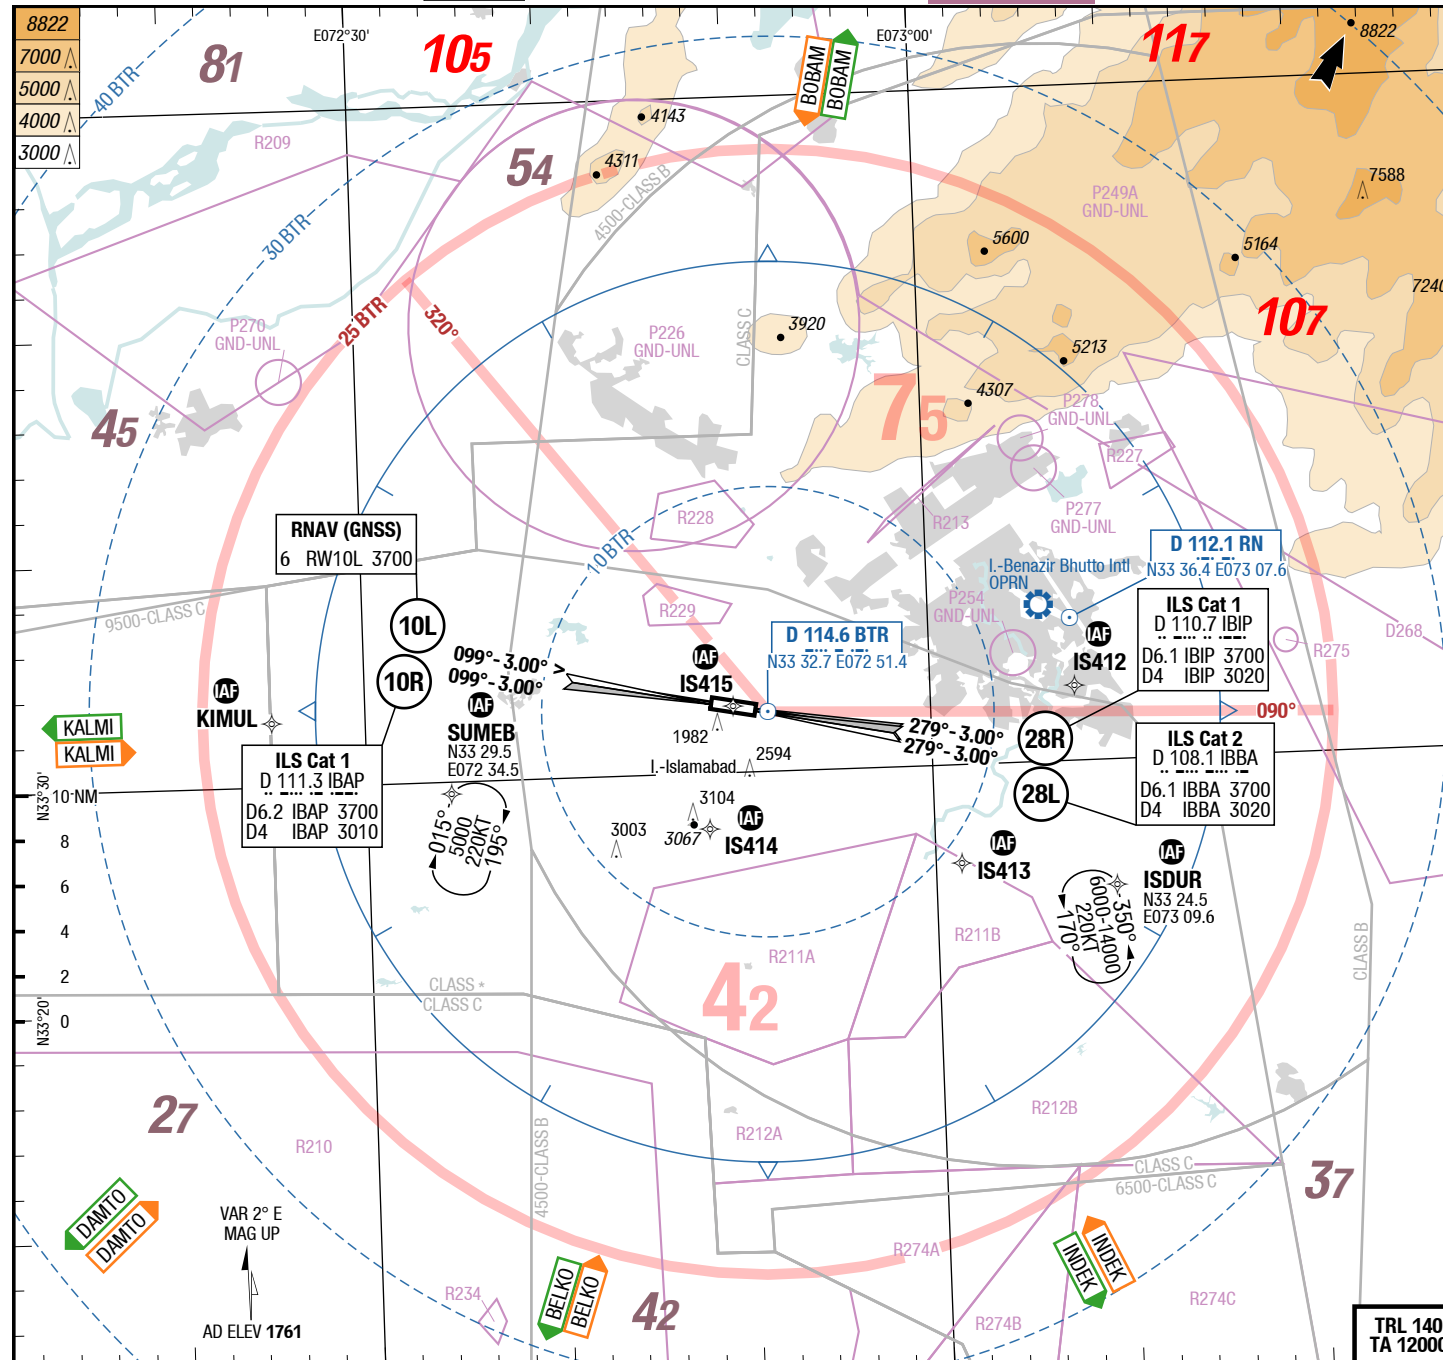 8822
7000
5000
4000
3000
E072°30'
E073°00'
81
105
117
8822
40 BTR
BOBAM
BOBAM
4143
R209
54
4311
4500-CLASS B
7588
P249A
GND-UNL
30 BTR
5600
5164
7240
107
25 BTR
320°
P270
GND-UNL
P226
GND-UNL
CLASS C
3920
5213
75
4307
P278
GND-UNL
45
R227
RNAV (GNSS)
6 RW10L 3700
R228
R213
P277
GND-UNL
10 BTR
D 112.1 RN
N33 36.4 E073 07.6
I.-Benazir Bhutto Intl
OPRN
P254
GND-UNL
9500-CLASS C
10L
R229
D 114.6 BTR
N33 32.7 E072 51.4
ILS Cat 1
D 110.7 IBIP
D6.1 IBIP 3700
D4 IBIP 3020
D268
R275
099°-3.00° >
099°-3.00°
10R
IAF
IS415
IAF
IS412
IAF
KIMUL
IAF
SUMEB
N33 29.5
E072 34.5
090°
KALMI
KALMI
1982
279°-3.00°
279°-3.00°
28R
ILS Cat 2
D 108.1 IBBA
D6.1 IBBA 3700
D4 IBBA 3020
ILS Cat 1
D 111.3 IBAP
D6.2 IBAP 3700
D4 IBAP 3010
I.-Islamabad
2594
28L
N33°30'
10 NM
8
6
4
2
0
N33°20'
015°
5000
220KT
195°
3104
3067
3003
IAF
IS414
IAF
IS413
IAF
ISDUR
N33 24.5
E073 09.6
350°
6000-14000
220KT
170°
R211A
R211B
CLASS B
42
CLASS *
CLASS C
27
R210
R212A
R212B
4500-CLASS B
CLASS C
6500-CLASS C
37
DAMTO
DAMTO
VAR 2° E
MAG UP
AD ELEV 1761
R234
BELKO
BELKO
42
R274A
INDEK
INDEK
R274B
R274C
TRL 140
TA 12000